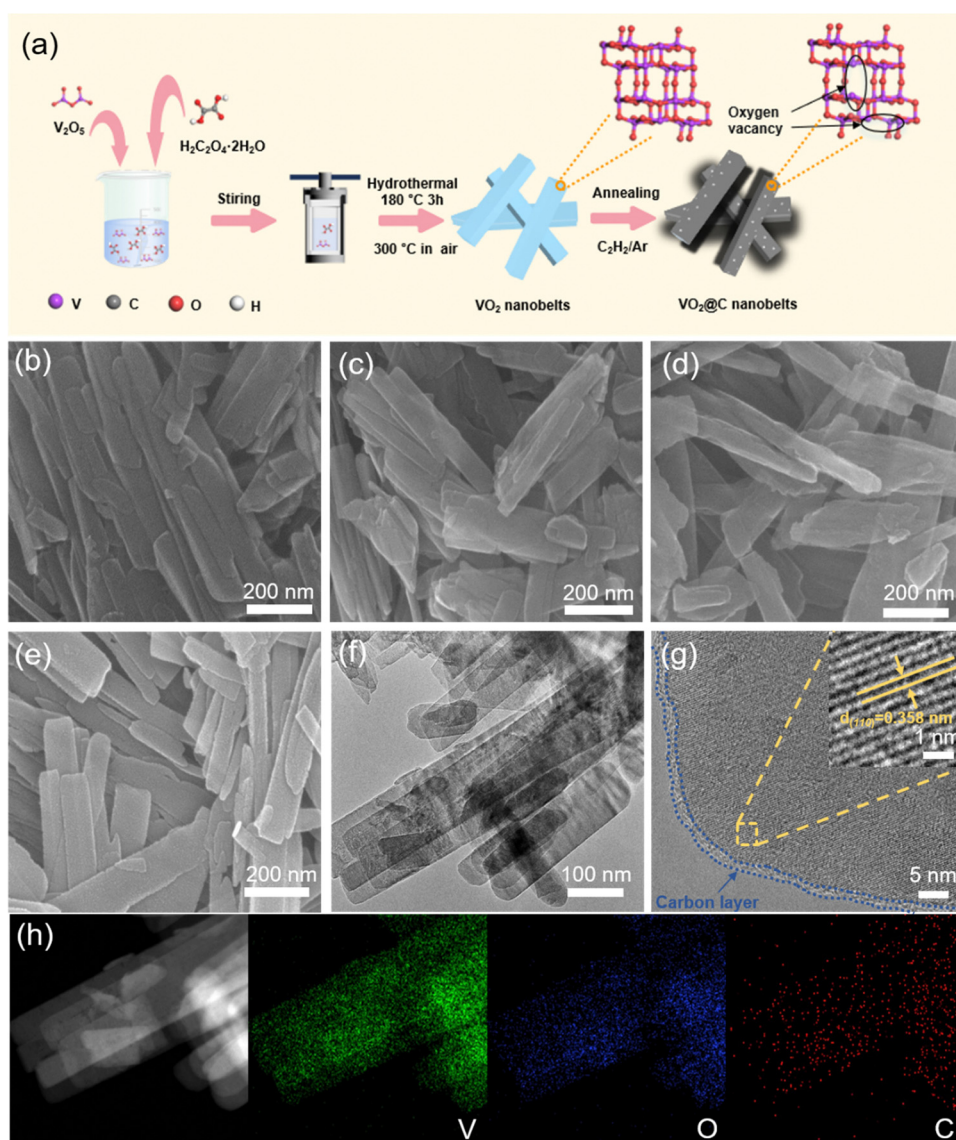 (a)
V₂O₅
H₂C₂O₄·2H₂O
Stiring
Hydrothermal
180 °C 3h
300 °C in air
VO₂ nanobelts
Annealing
C₂H₂/Ar
Oxygen
vacancy
VO₂@C nanobelts
V
C
O
H
(b)
200 nm
(c)
200 nm
(d)
200 nm
(e)
200 nm
(f)
100 nm
(g)
d(110)=0.358 nm
1 nm
Carbon layer
5 nm
(h)
V
O
C